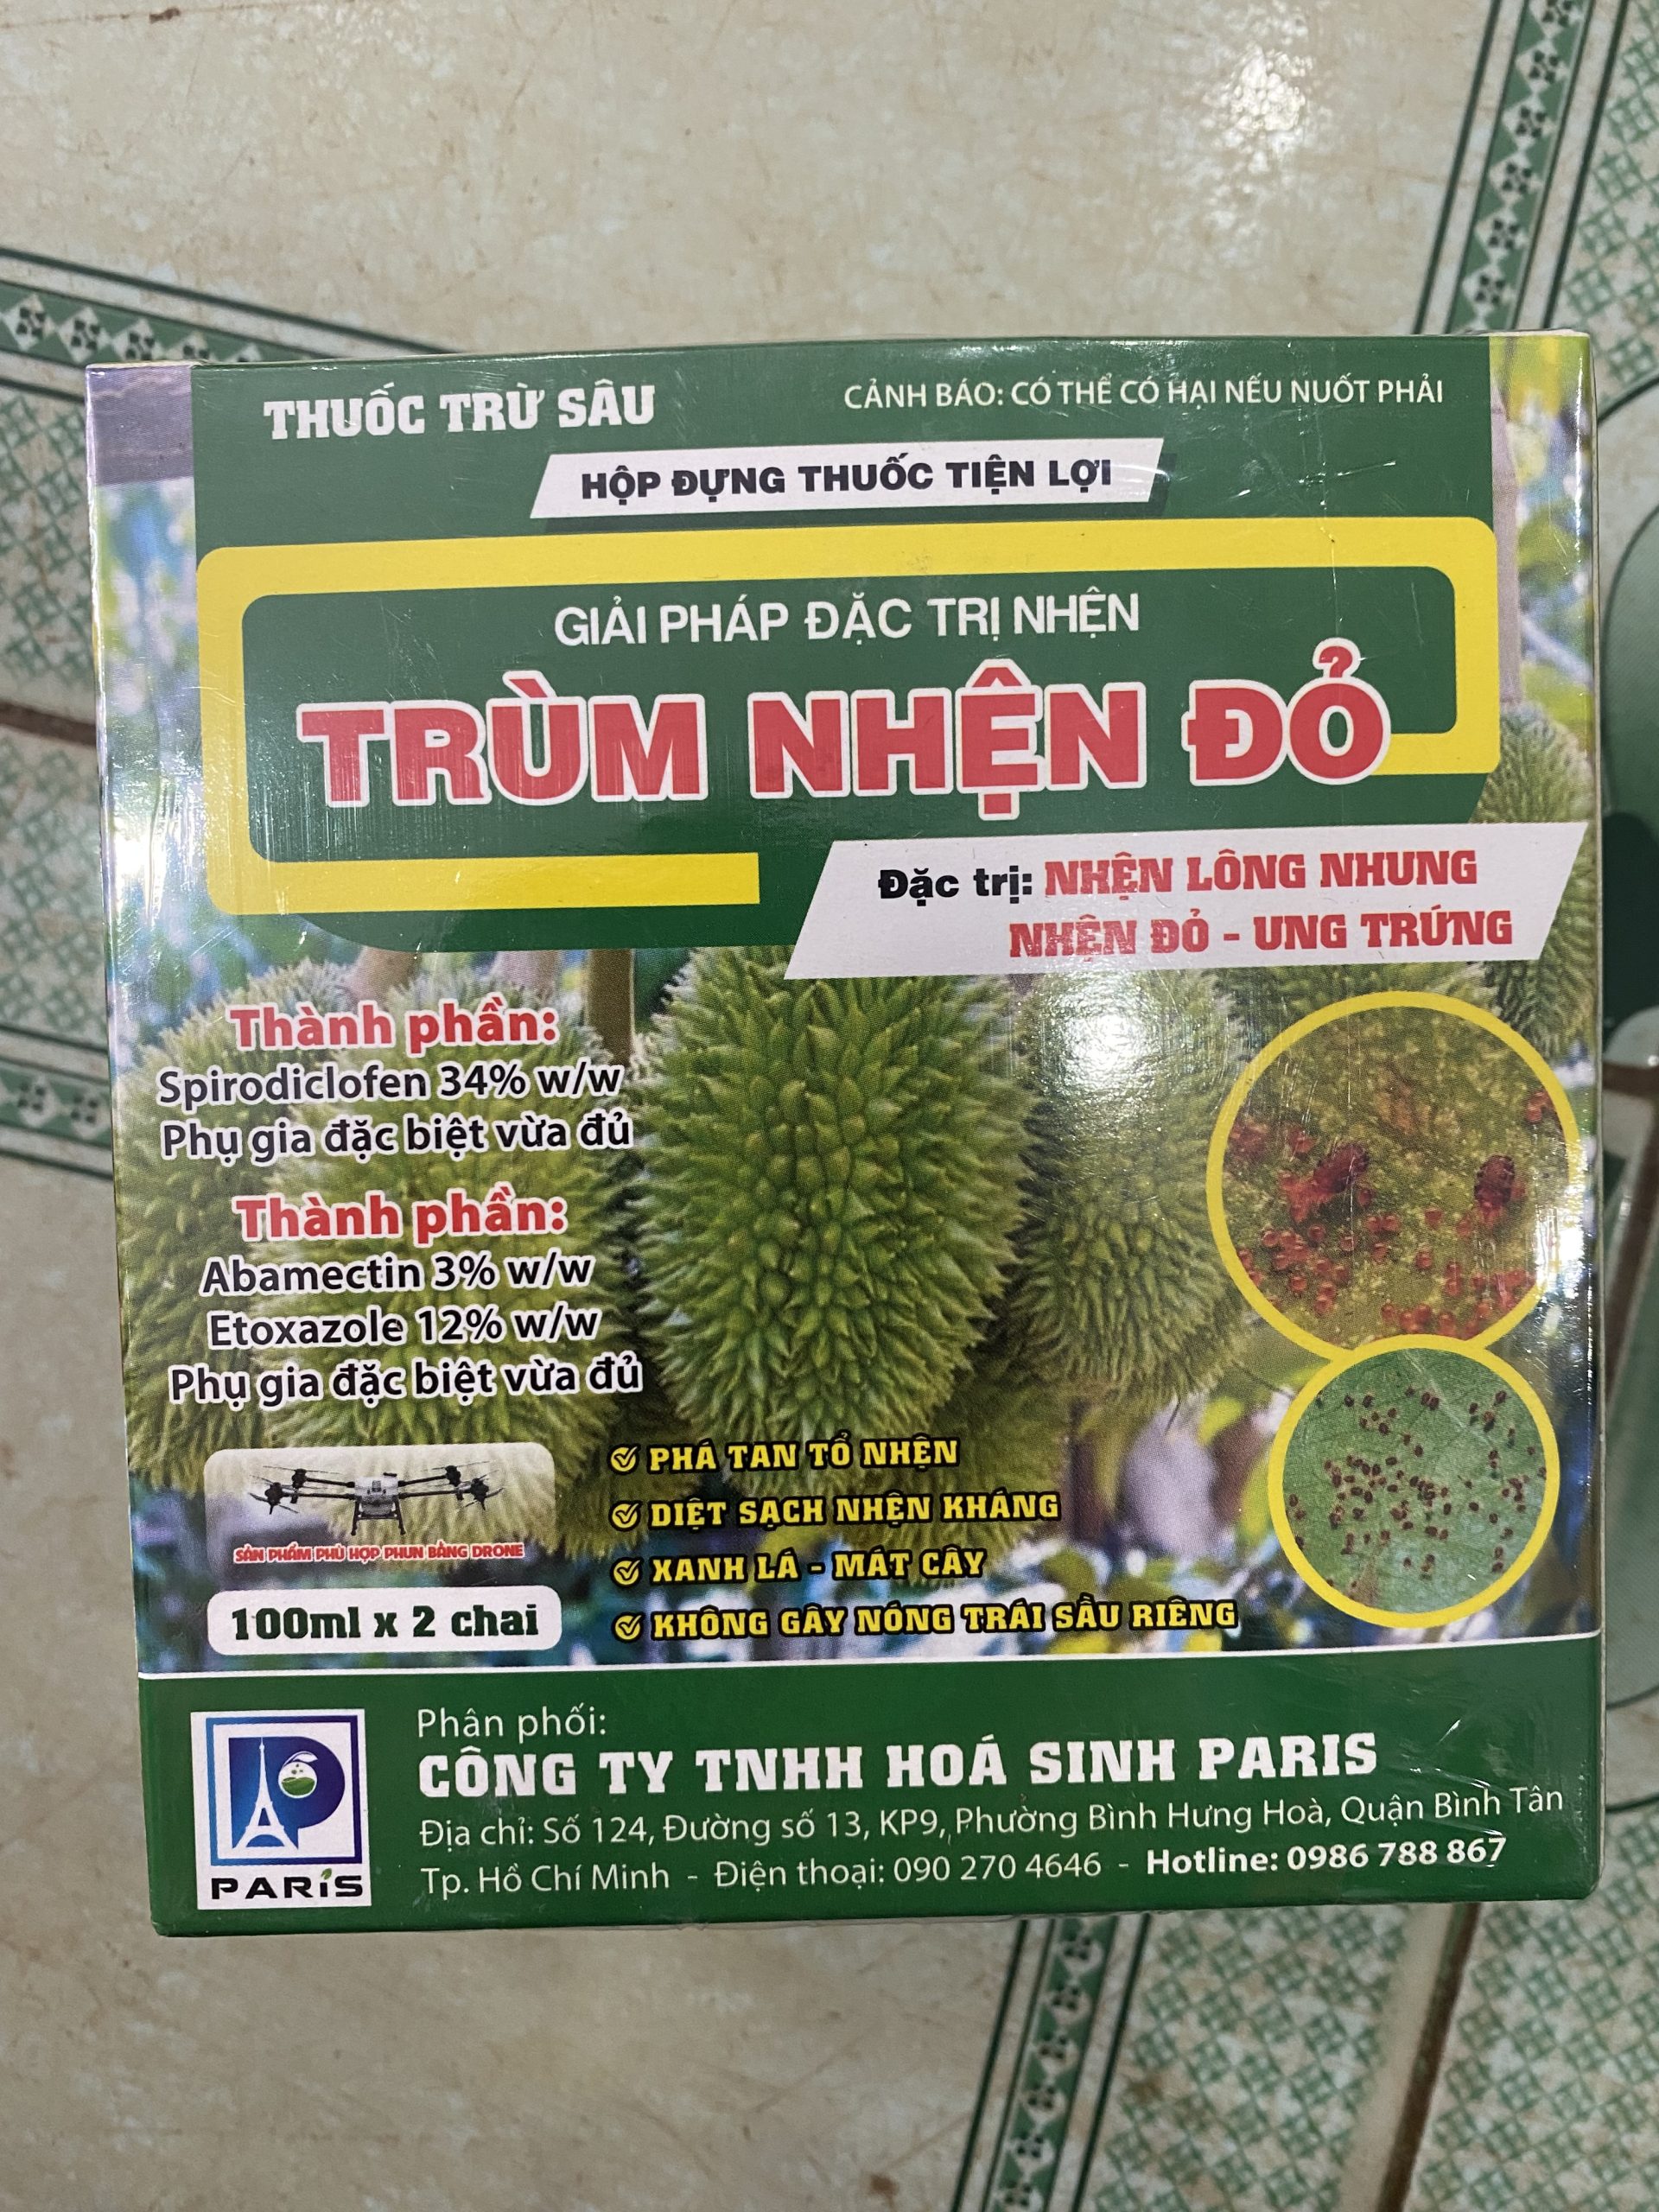 THUỐC TRỪ SÂU
CẢNH BÁO: CÓ THỂ CÓ HẠI NẾU NUỐT PHẢI
HỘP ĐỰNG THUỐC TIỆN LỢI
GIẢI PHÁP ĐẶC TRỊ NHỆN
TRÙM NHỆN ĐỎ
Đặc trị: NHỆN LÔNG NHUNG
NHỆN ĐỎ - UNG TRỨNG
Thành phần:
Spirodiclofen 34% w/w
Phụ gia đặc biệt vừa đủ
Thành phần:
Abamectin 3% w/w
Etoxazole 12% w/w
Phụ gia đặc biệt vừa đủ
SẢN PHẨM PHÙ HỢP PHUN BẰNG DRONE
100ml x 2 chai
PHÁ TAN TỔ NHỆN
DIỆT SẠCH NHỆN KHÁNG
XANH LÁ - MÁT CÂY
KHÔNG GÂY NÓNG TRÁI SẦU RIÊNG
PARIS
Phân phối:
CÔNG TY TNHH HOÁ SINH PARIS
Địa chỉ: Số 124, Đường số 13, KP9, Phường Bình Hưng Hoà, Quận Bình Tân
Tp. Hồ Chí Minh - Điện thoại: 090 270 4646 - Hotline: 0986 788 867